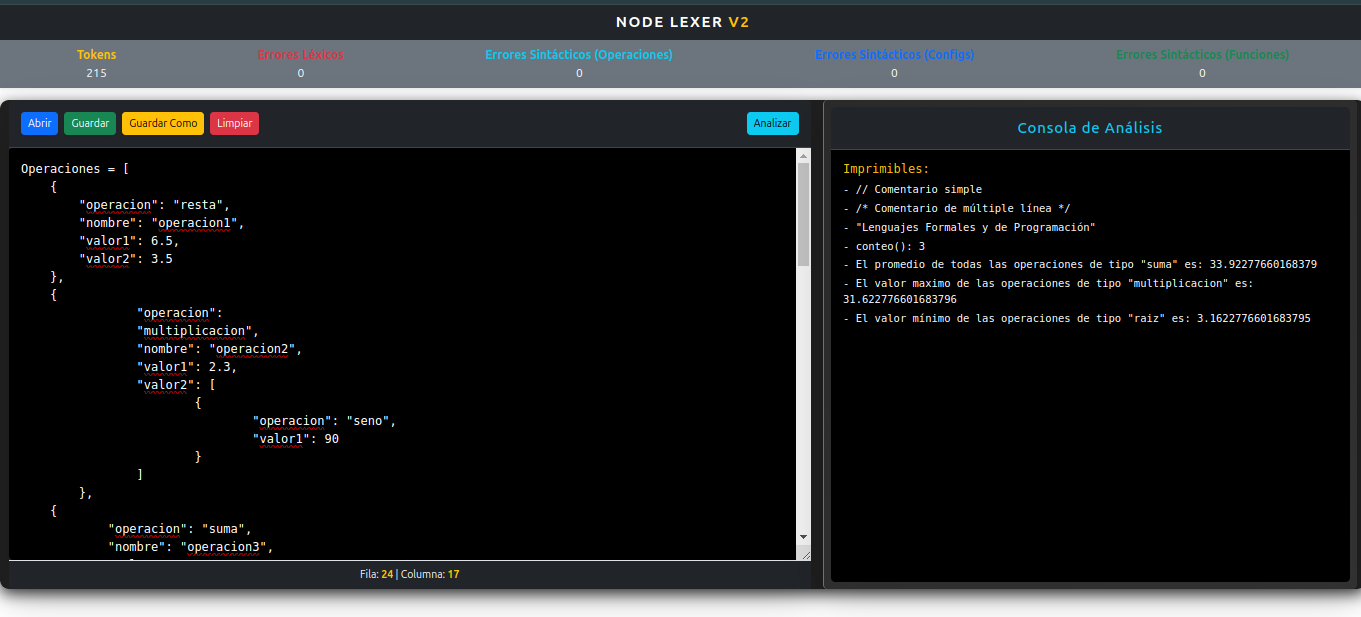 NODE LEXER V2
Tokens
215
Errores Léxicos
0
Errores Sintácticos (Operaciones)
0
Errores Sintácticos (Configs)
0
Errores Sintácticos (Funciones)
0
Abrir
Guardar
Guardar Como
Limpiar
Analizar
Operaciones = [
{
"operacion": "resta",
"nombre": "operacion1",
"valor1": 6.5,
"valor2": 3.5
},
{
"operacion":
"multiplicacion",
"nombre": "operacion2",
"valor1": 2.3,
"valor2": [
{
"operacion": "seno",
"valor1": 90
}
]
},
{
"operacion": "suma",
"nombre": "operacion3",
Fila: 24 | Columna: 17
Consola de Análisis
Imprimibles:
- // Comentario simple
- /* Comentario de múltiple línea */
- "Lenguajes Formales y de Programación"
- conteo(): 3
- El promedio de todas las operaciones de tipo "suma" es: 33.92277660168379
- El valor maximo de las operaciones de tipo "multiplicacion" es:
31.622776601683796
- El valor mínimo de las operaciones de tipo "raiz" es: 3.1622776601683795